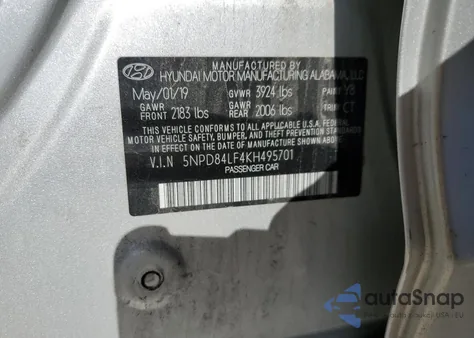 MANUFACTURED BY
HYUNDAI MOTOR MANUFACTURING ALABAMA, LLC
May/01/19 GVWR 3924 lbs PAINT: Y8
GAWR FRONT 2183 lbs GAWR REAR 2006 lbs TRIM: CT
THIS VEHICLE CONFORMS TO ALL APPLICABLE U.S.A. FEDERAL
MOTOR VEHICLE SAFETY, BUMPER, AND THEFT PREVENTION STANDARDS
IN EFFECT ON THE DATE OF MANUFACTURE SHOWN ABOVE.
V.I.N 5NPD84LF4KH495701
PASSENGER CAR
autoSnap